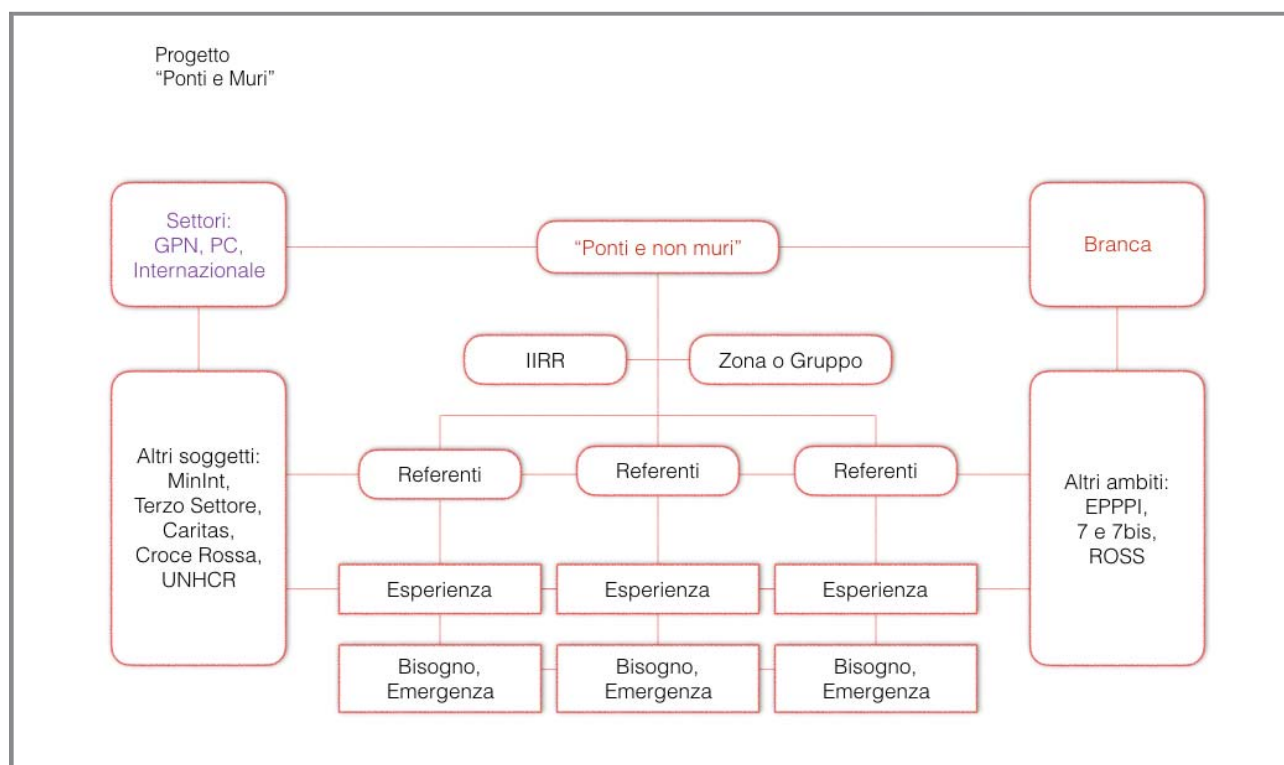 Progetto
“Ponti e Muri”
Settori:
GPN, PC,
Internazionale
“Ponti e non muri”
Branca
IIRR
Zona o Gruppo
Altri soggetti:
MinInt,
Terzo Settore,
Caritas,
Croce Rossa,
UNHCR
Referenti
Referenti
Referenti
Altri ambiti:
EPPPI,
7 e 7bis,
ROSS
Esperienza
Esperienza
Esperienza
Bisogno,
Emergenza
Bisogno,
Emergenza
Bisogno,
Emergenza